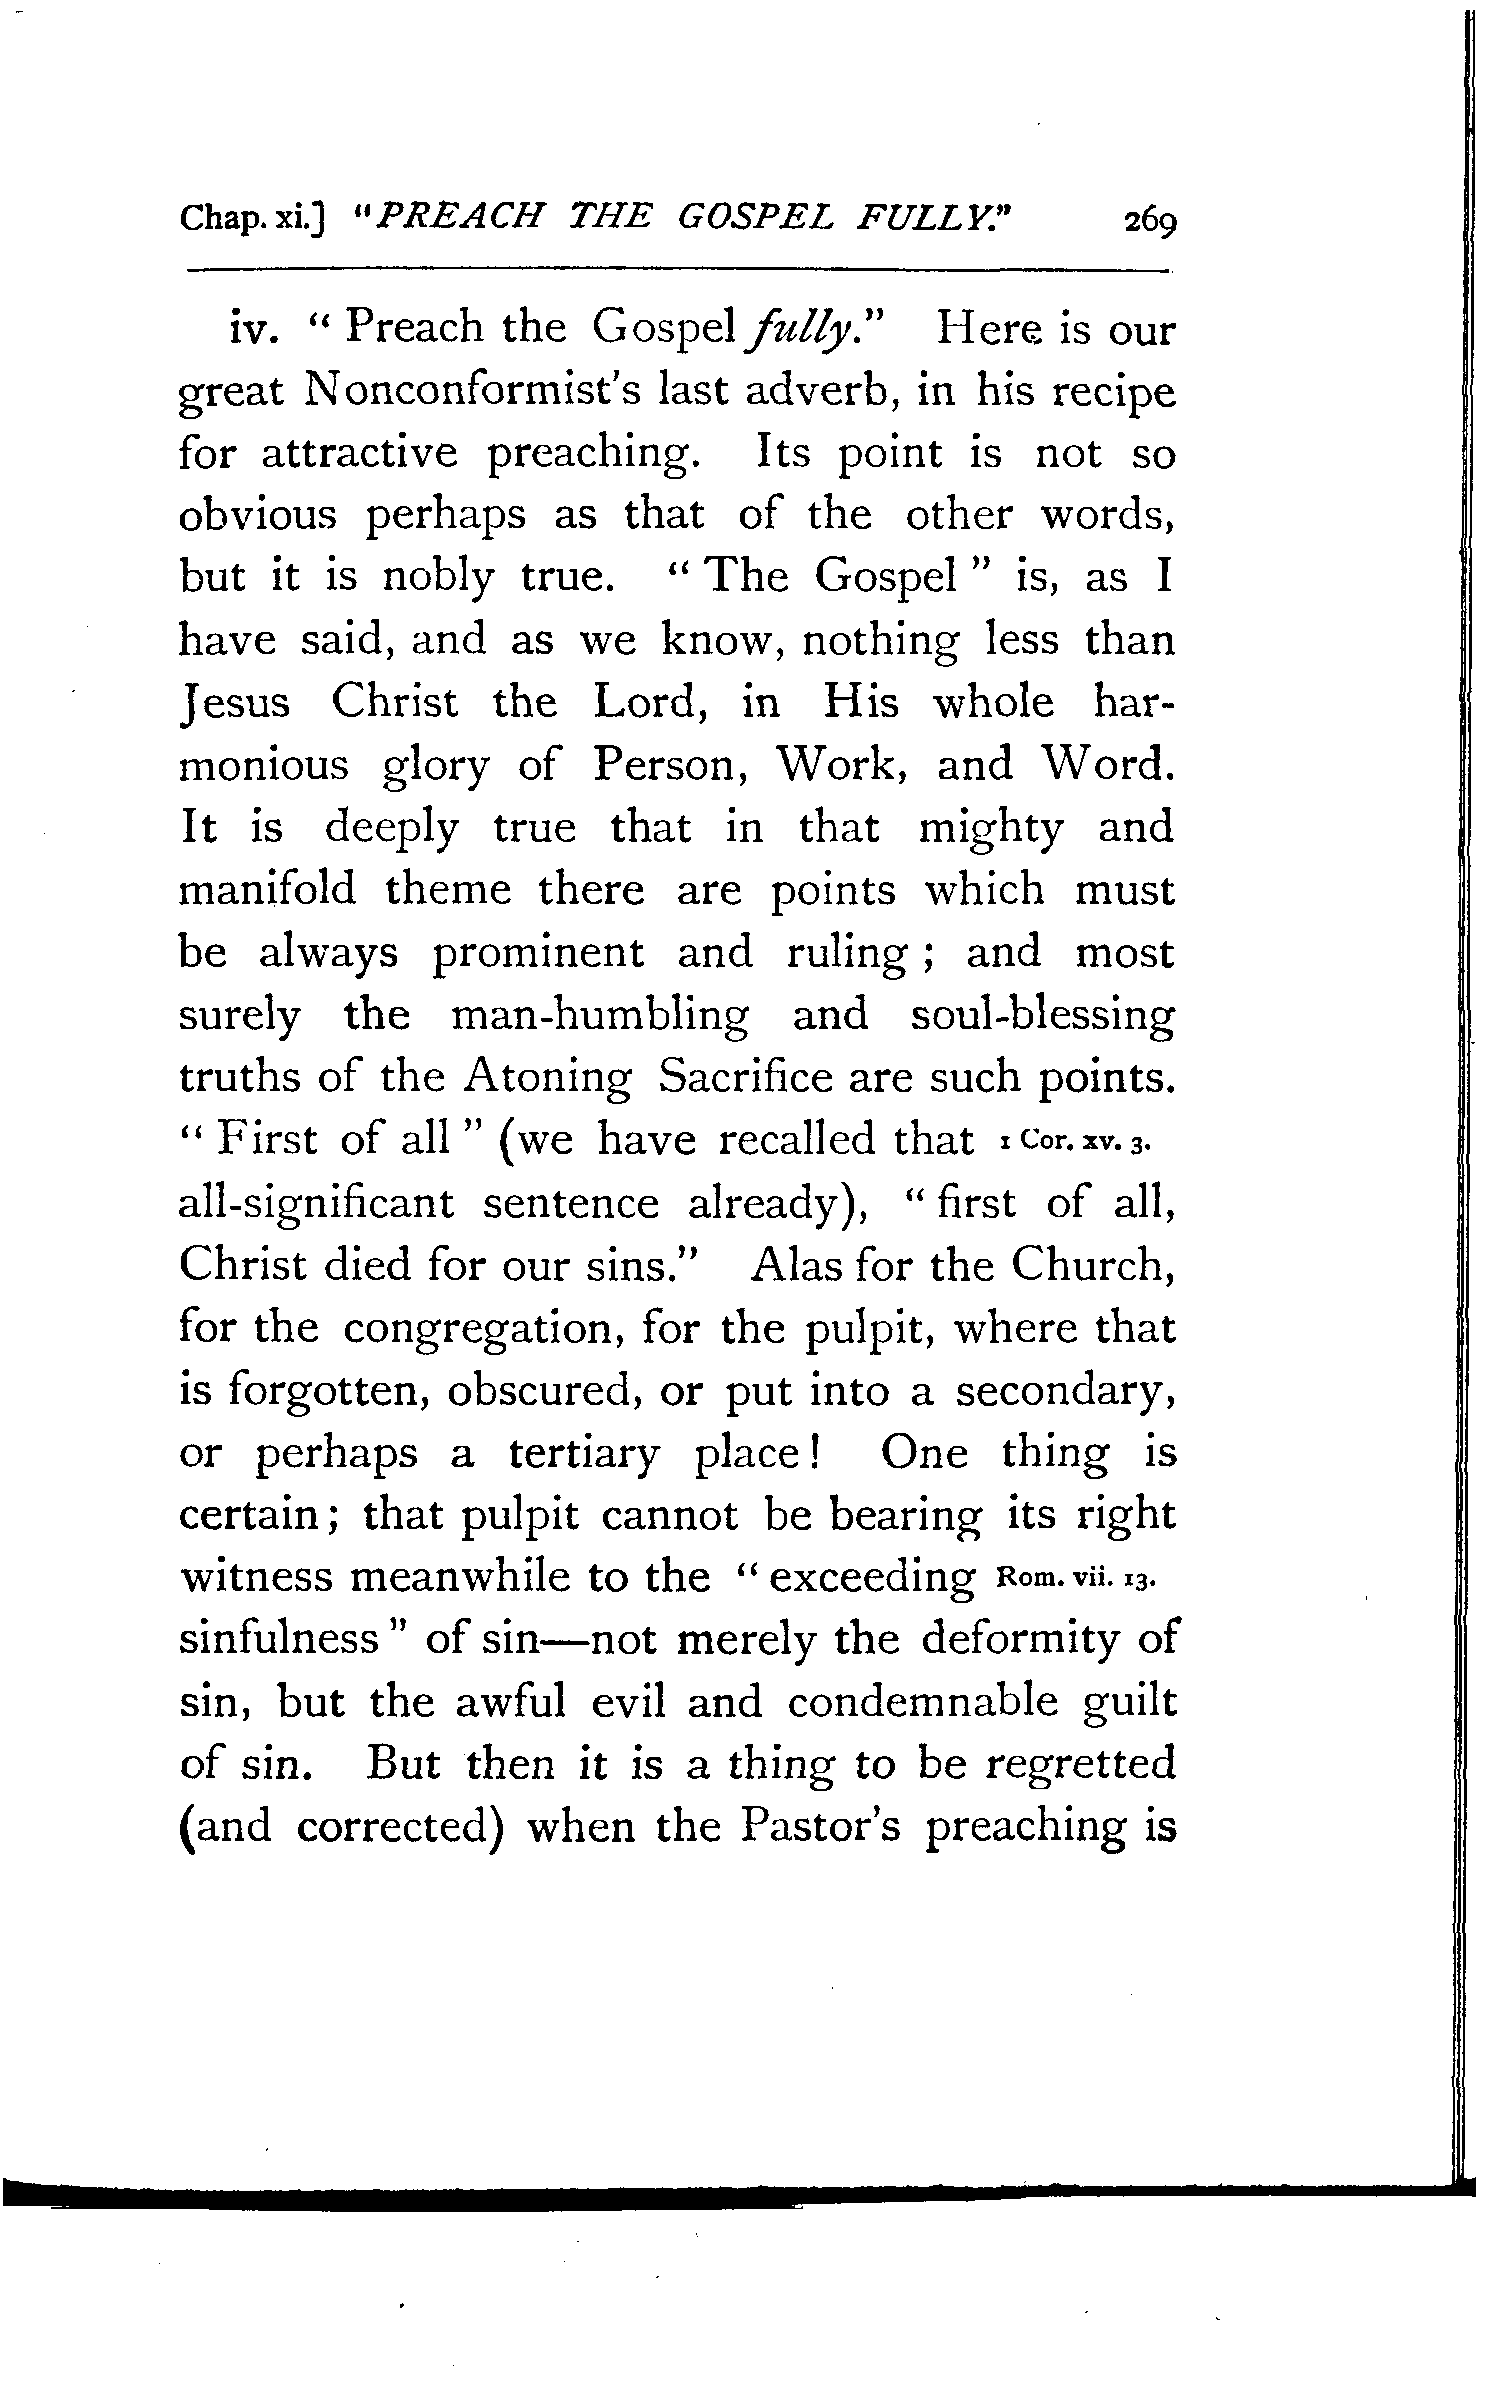 Chap. xi.] "PREACH THE GOSPEL FULLY." 269
iv. "Preach the Gospel fully." Here is our
great Nonconformist's last adverb, in his recipe
for attractive preaching. Its point is not so
obvious perhaps as that of the other words,
but it is nobly true. "The Gospel" is, as I
have said, and as we know, nothing less than
Jesus Christ the Lord, in His whole har-
monious glory of Person, Work, and Word.
It is deeply true that in that mighty and
manifold theme there are points which must
be always prominent and ruling; and most
surely the man-humbling and soul-blessing
truths of the Atoning Sacrifice are such points.
"First of all" (we have recalled that 1 Cor. xv. 3.
all-significant sentence already), "first of all,
Christ died for our sins." Alas for the Church,
for the congregation, for the pulpit, where that
is forgotten, obscured, or put into a secondary,
or perhaps a tertiary place! One thing is
certain; that pulpit cannot be bearing its right
witness meanwhile to the "exceeding Rom. vii. 13.
sinfulness" of sin—not merely the deformity of
sin, but the awful evil and condemnable guilt
of sin. But then it is a thing to be regretted
(and corrected) when the Pastor's preaching is